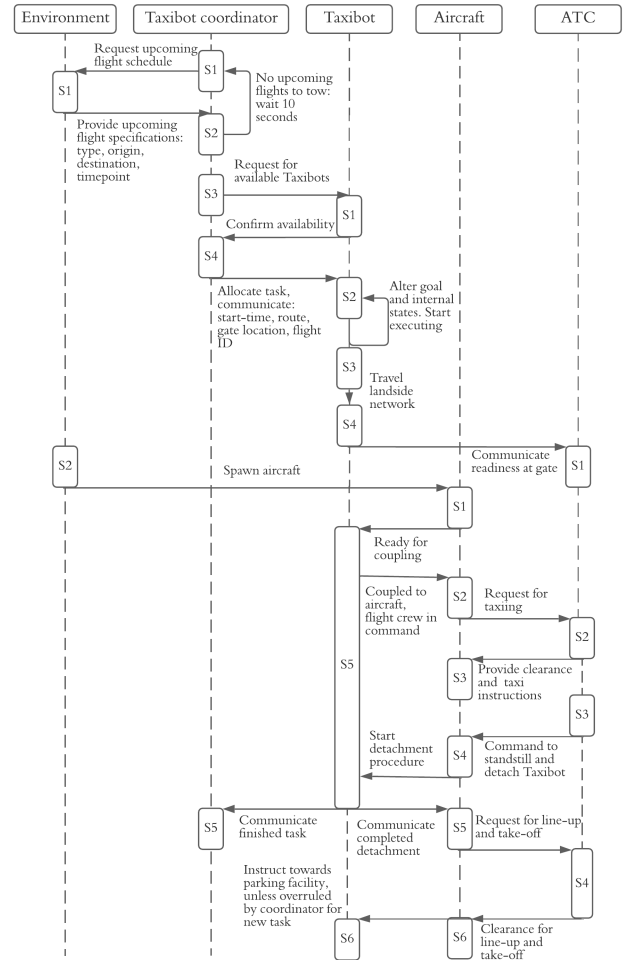 Environment
Taxibot coordinator
Taxibot
Aircraft
ATC
Request upcoming
flight schedule
S1
S1
No upcoming
flights to tow:
wait 10
seconds
Provide upcoming
flight specifications:
type, origin,
destination,
timepoint
S2
Request for
available Taxibots
S3
S1
Confirm availability
S4
Allocate task,
communicate:
start-time, route,
gate location, flight
ID
S2
Alter goal
and internal
states. Start
executing
S3
Travel
landside
network
S4
Communicate
readiness at gate
S1
S2
Spawn aircraft
S1
Ready for
coupling
Coupled to
aircraft,
flight crew in
command
S2
Request for
taxiing
S2
S5
S3
Provide clearance
and taxi
instructions
S3
Start
detachment
procedure
S4
Command to
standstill and
detach Taxibot
S5
Communicate
finished task
Communicate
completed
detachment
S5
Request for line-up
and take-off
Instruct towards
parking facility,
unless overruled
by coordinator for
new task
S4
S6
S6
Clearance for
line-up and
take-off